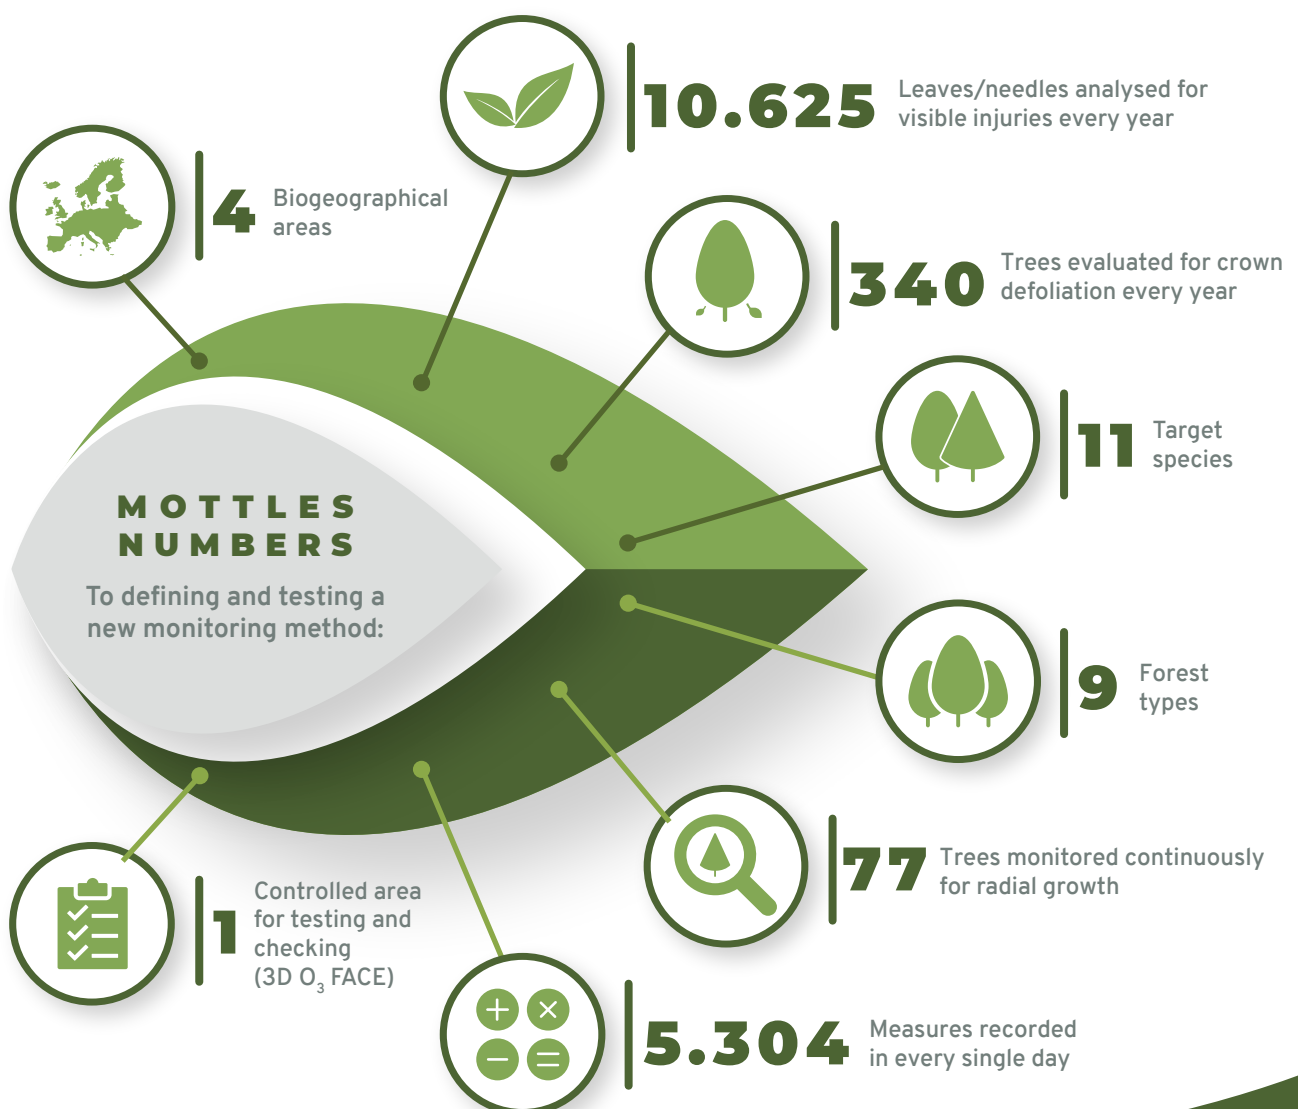 10.625
Leaves/needles analysed for
visible injuries every year
4
Biogeographical
areas
340
Trees evaluated for crown
defoliation every year
11
Target
species
MOTTLES
NUMBERS
To defining and testing a
new monitoring method:
9
Forest
types
77
Trees monitored continuously
for radial growth
1
Controlled area
for testing and
checking
(3D O₃ FACE)
5.304
Measures recorded
in every single day